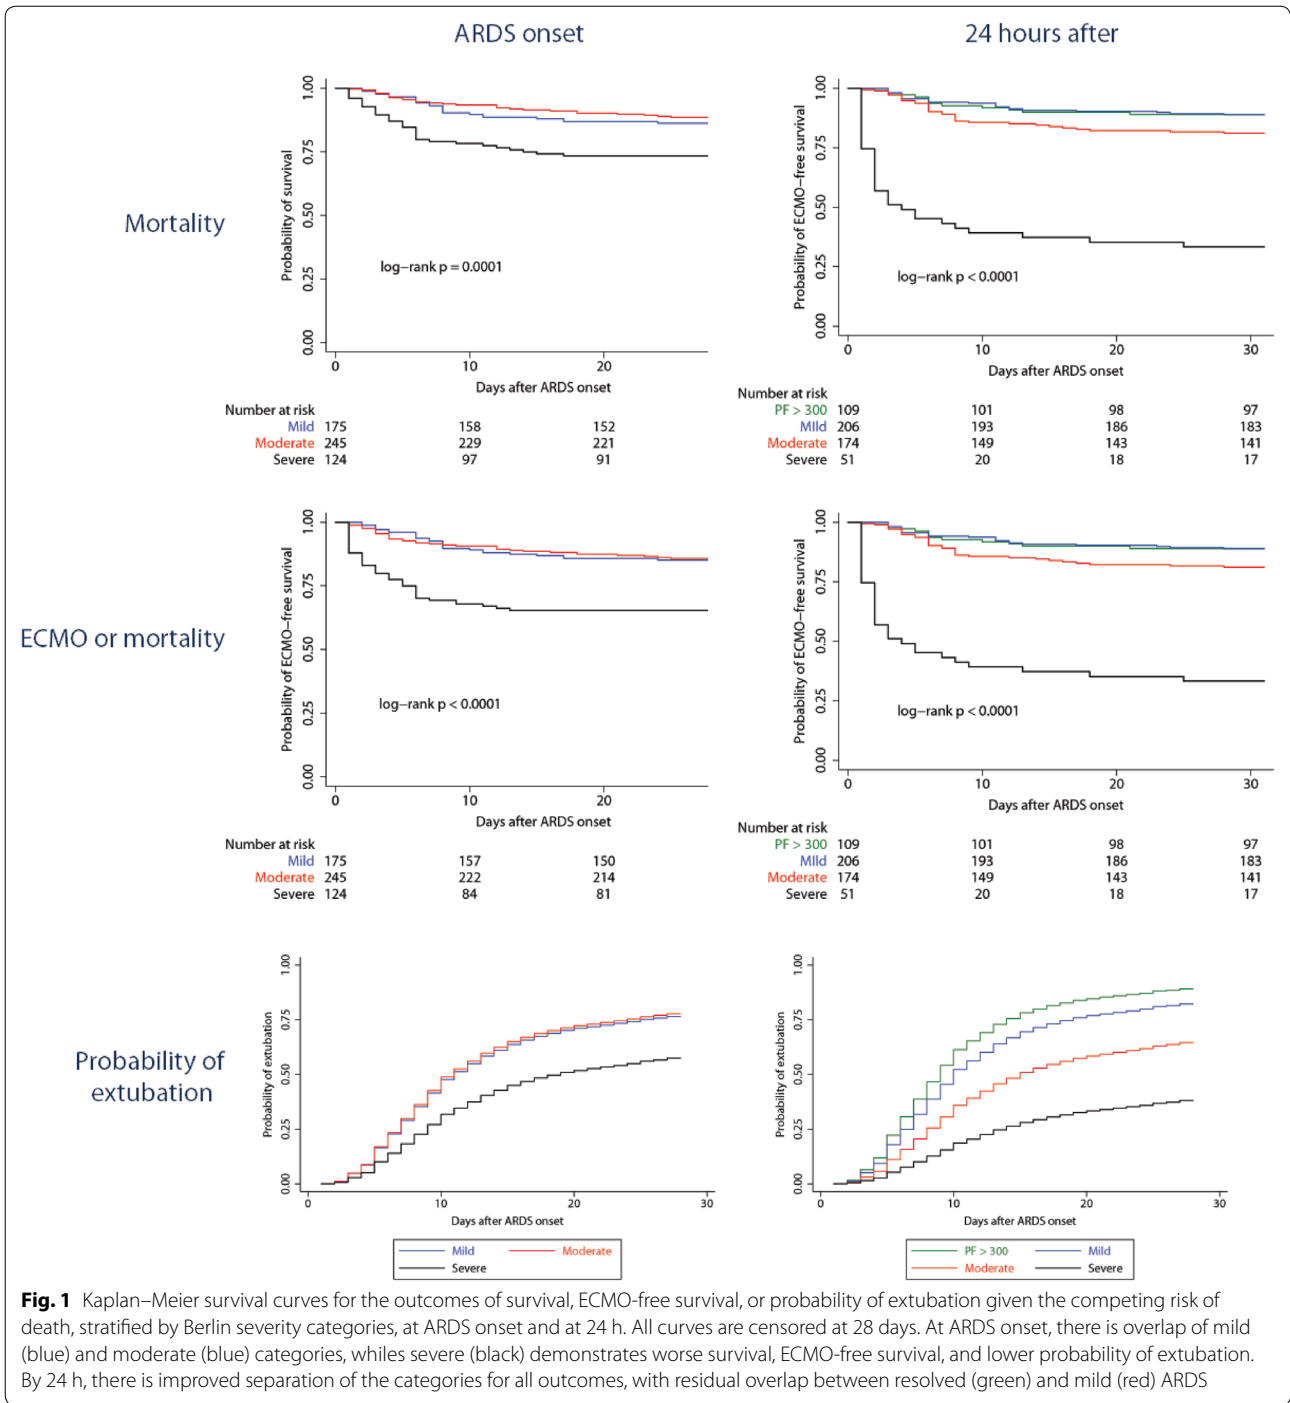 ARDS onset
24 hours after
Mortality
Probability of survival
1.00
0.75
0.50
0.25
0.00
log–rank p = 0.0001
0 10 20
Days after ARDS onset
Number at risk
Mild 175 158 152
Moderate 245 229 221
Severe 124 97 91
Probability of ECMO–free survival
1.00
0.75
0.50
0.25
0.00
log–rank p < 0.0001
0 10 20 30
Days after ARDS onset
Number at risk
PF > 300 109 101 98 97
MIld 206 193 186 183
Moderate 174 149 143 141
Severe 51 20 18 17
ECMO or mortality
Probability of ECMO–free survival
1.00
0.75
0.50
0.25
0.00
log–rank p < 0.0001
0 10 20
Days after ARDS onset
Number at risk
Mild 175 157 150
Moderate 245 222 214
Severe 124 84 81
Probability of ECMO–free survival
1.00
0.75
0.50
0.25
0.00
log–rank p < 0.0001
0 10 20 30
Days after ARDS onset
Number at risk
PF > 300 109 101 98 97
MIld 206 193 186 183
Moderate 174 149 143 141
Severe 51 20 18 17
Probability of
extubation
Probability of extubation
1.00
0.75
0.50
0.25
0.00
0 10 20 30
Days after ARDS onset
Mild Moderate
Severe
Probability of extubation
1.00
0.75
0.50
0.25
0.00
0 10 20 30
Days after ARDS onset
PF > 300 Mild
Moderate Severe
Fig. 1 Kaplan–Meier survival curves for the outcomes of survival, ECMO-free survival, or probability of extubation given the competing risk of
death, stratified by Berlin severity categories, at ARDS onset and at 24 h. All curves are censored at 28 days. At ARDS onset, there is overlap of mild
(blue) and moderate (blue) categories, whiles severe (black) demonstrates worse survival, ECMO-free survival, and lower probability of extubation.
By 24 h, there is improved separation of the categories for all outcomes, with residual overlap between resolved (green) and mild (red) ARDS